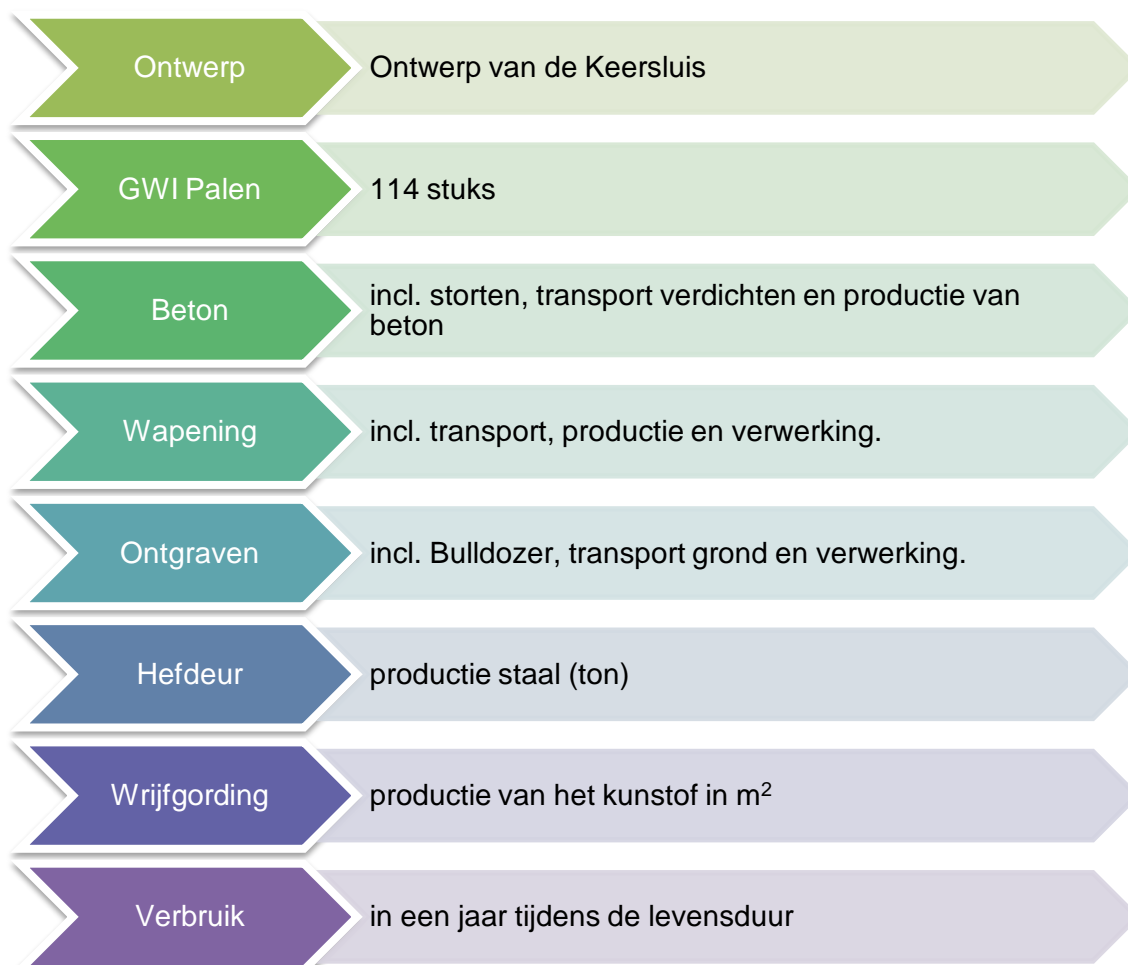 Ontwerp
Ontwerp van de Keersluis
GWI Palen
114 stuks
Beton
incl. storten, transport verdichten en productie van
beton
Wapening
incl. transport, productie en verwerking.
Ontgraven
incl. Bulldozer, transport grond en verwerking.
Hefdeur
productie staal (ton)
Wrijfgording
productie van het kunstof in m²
Verbruik
in een jaar tijdens de levensduur